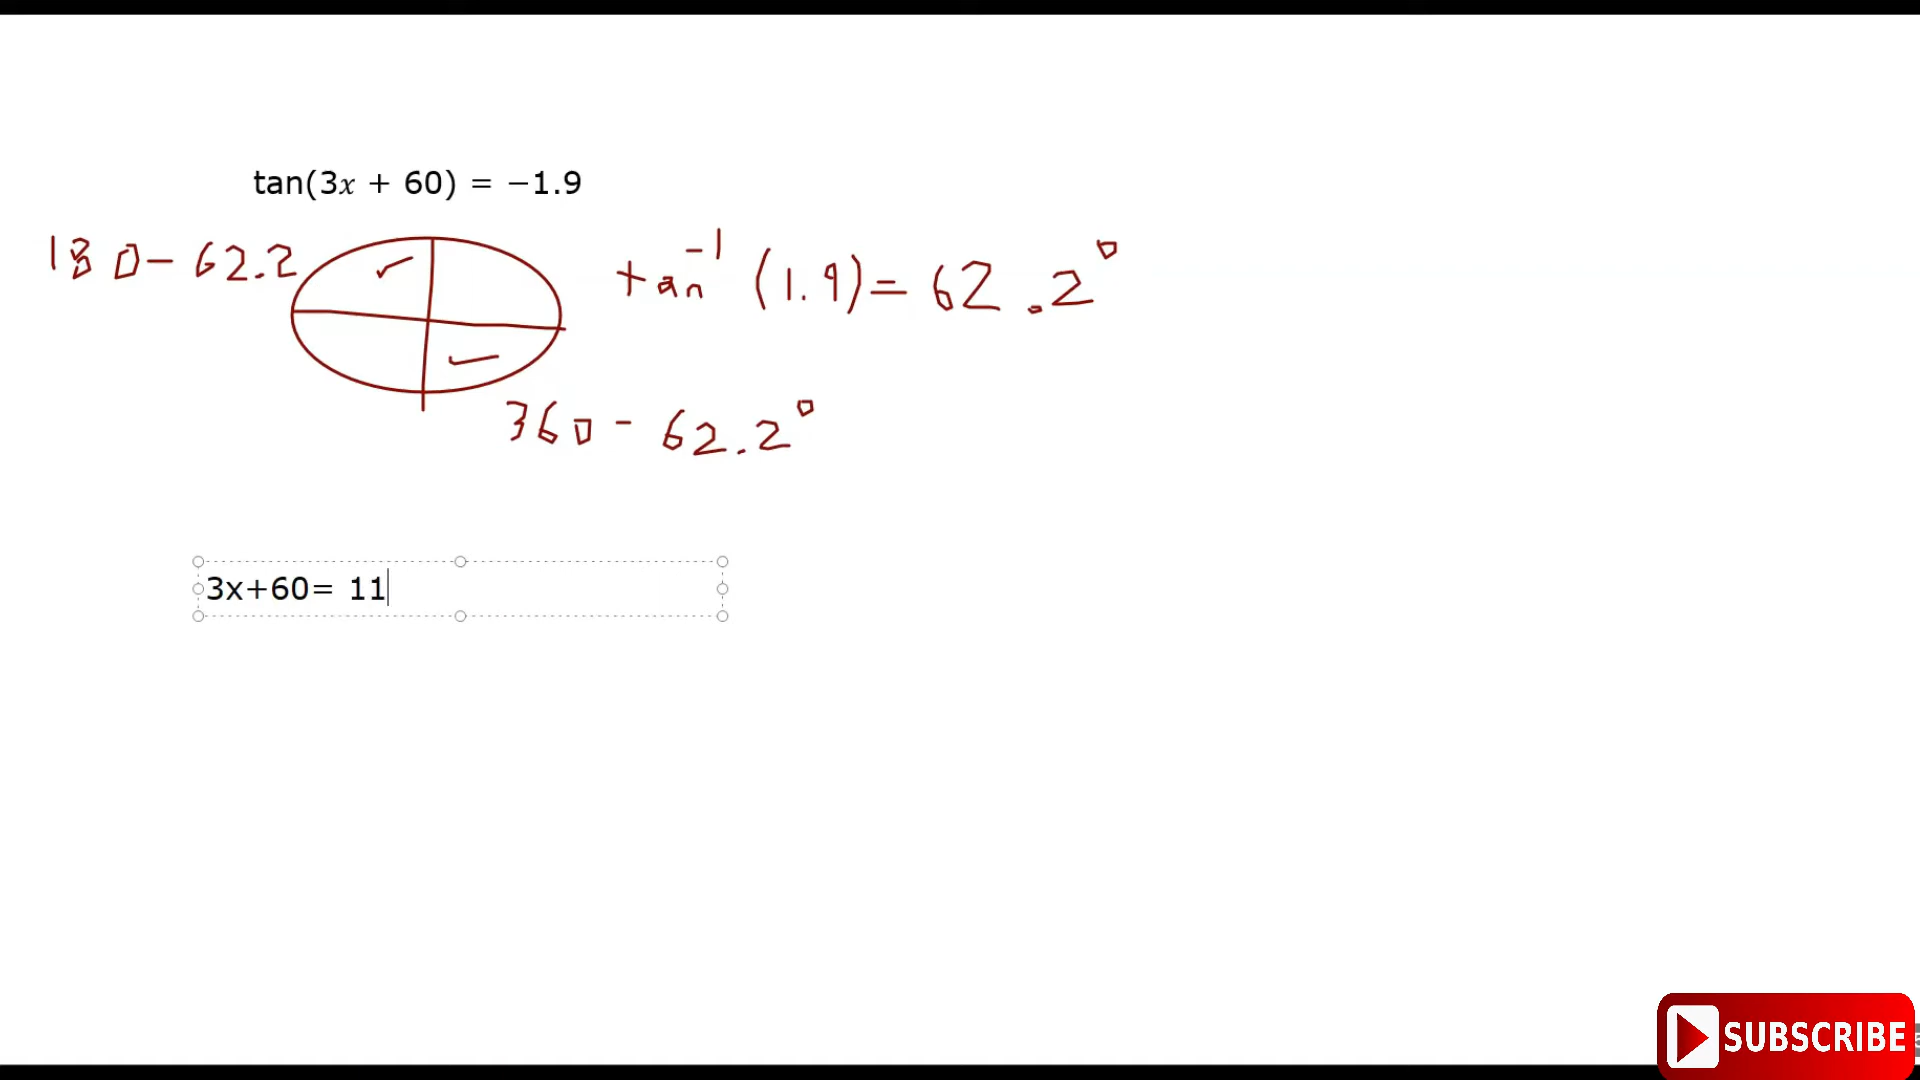 tan(3x + 60) = −1.9
180 - 62.2
tan⁻¹ (1.9) = 62.2°
360 - 62.2°
3x+60= 11
SUBSCRIBE